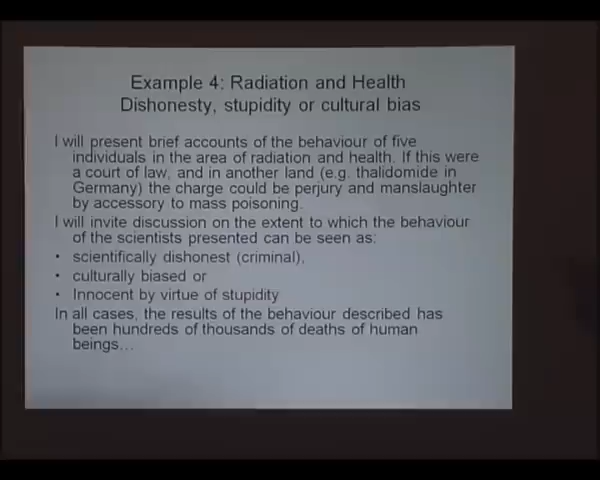 Example 4: Radiation and Health
Dishonesty, stupidity or cultural bias
I will present brief accounts of the behaviour of five
individuals in the area of radiation and health. If this were
a court of law, and in another land (e.g. thalidomide in
Germany) the charge could be perjury and manslaughter
by accessory to mass poisoning.
I will invite discussion on the extent to which the behaviour
of the scientists presented can be seen as:
• scientifically dishonest (criminal),
• culturally biased or
• Innocent by virtue of stupidity
In all cases, the results of the behaviour described has
been hundreds of thousands of deaths of human
beings…